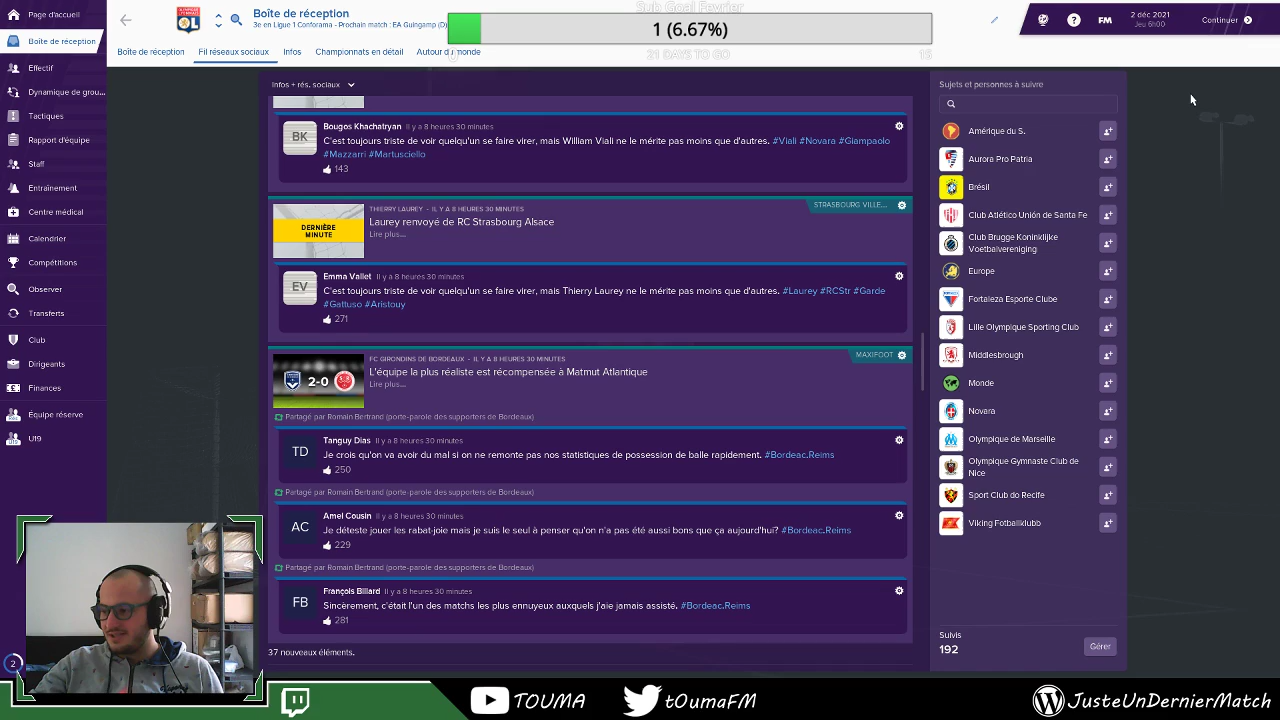 Page d'accueil
Boîte de réception
Effectif
Dynamique de grou...
Tactiques
Rapport d'équipe
Staff
Entraînement
Centre médical
Calendrier
Compétitions
Observer
Transferts
Club
Dirigeants
Finances
Équipe réserve
U19
U19
2
OL
Boîte de réception
3e en Ligue 1 Conforama - Prochain match : EA Guingamp (D)
Sub Goal Fevrier
1 (6.67%)
21 DAYS TO GO
15
FM
2 déc 2021
Jeu 6h00
Continuer
Boîte de réception
Fil réseaux sociaux
Infos
Championnats en détail
Autour du monde
Infos + rés. sociaux
BK
Bougos Khachatryan Il y a 8 heures 30 minutes
C'est toujours triste de voir quelqu'un se faire virer, mais William Viali ne le mérite pas moins que d'autres. #Viali #Novara #Giampaolo
#Mazzarri #Martusciello
143
DERNIÈRE
MINUTE
THIERRY LAUREY - IL Y A 8 HEURES 30 MINUTES
STRASBOURG VILLE...
Laurey renvoyé de RC Strasbourg Alsace
Lire plus...
EV
Emma Vallet Il y a 8 heures 30 minutes
C'est toujours triste de voir quelqu'un se faire virer, mais Thierry Laurey ne le mérite pas moins que d'autres. #Laurey #RCStr #Garde
#Gattuso #Aristouy
271
2-0
FC GIRONDINS DE BORDEAUX - IL Y A 8 HEURES 30 MINUTES
MAXIFOOT
L'équipe la plus réaliste est récompensée à Matmut Atlantique
Lire plus...
Partagé par Romain Bertrand (porte-parole des supporters de Bordeaux)
TD
Tanguy Dias Il y a 8 heures 30 minutes
Je crois qu'on va avoir du mal si on ne remonte pas nos statistiques de possession de balle rapidement. #Bordeac.Reims
250
Partagé par Romain Bertrand (porte-parole des supporters de Bordeaux)
AC
Amel Cousin Il y a 8 heures 30 minutes
Je déteste jouer les rabat-joie mais je suis le seul à penser qu'on n'a pas été aussi bons que ça aujourd'hui? #Bordeac.Reims
229
Partagé par Romain Bertrand (porte-parole des supporters de Bordeaux)
FB
François Billard Il y a 8 heures 30 minutes
Sincèrement, c'était l'un des matchs les plus ennuyeux auxquels j'aie jamais assisté. #Bordeac.Reims
281
37 nouveaux éléments.
Sujets et personnes à suivre
Amérique du S.
Aurora Pro Patria
Brésil
Club Atlético Unión de Santa Fe
Club Brugge Koninklijke
Voetbalvereniging
Europe
Fortaleza Esporte Clube
Lille Olympique Sporting Club
Middlesbrough
Monde
Novara
Olympique de Marseille
Olympique Gymnaste Club de
Nice
Sport Club do Recife
Viking Fotballklubb
Suivis
192
Gérer
TOUMA
tOumaFM
JusteUnDernierMatch